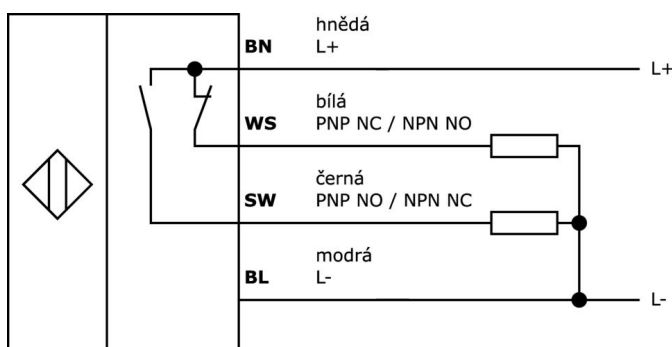 hnědá
BN L+
L+
bílá
WS PNP NC / NPN NO
černá
SW PNP NO / NPN NC
modrá
BL L-
L-